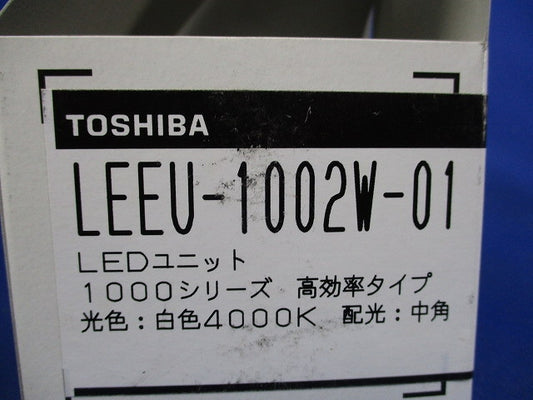 TOSHIBA
LEEU-1002W-01
LEDユニット
1000シリーズ 高効率タイプ
光色：白色4000K 配光：中角